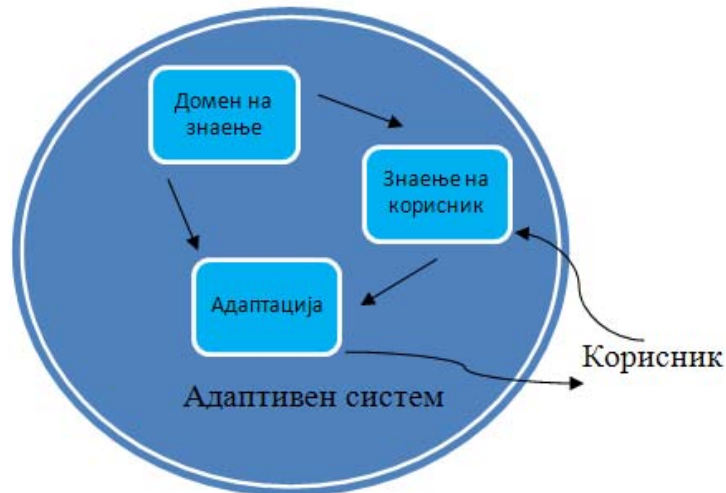 Домен на
знаење
Знаење на
корисник
Адаптација
Корисник
Адаптивен систем